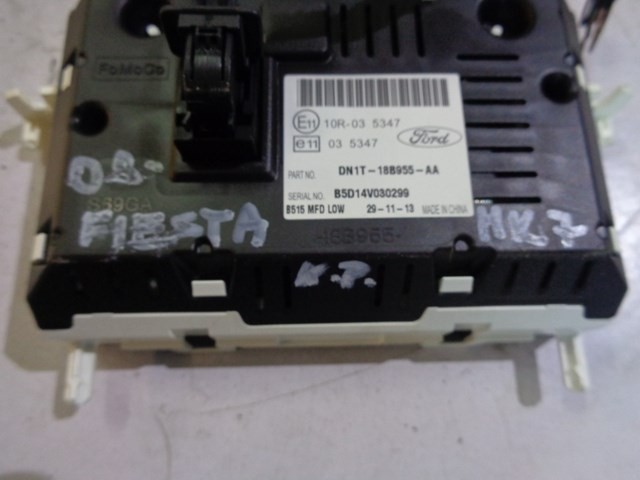 FoMoCo
E11 10R-03 5347
e11 03 5347
Ford
PART NO. DN1T-18B955-AA
SERIAL NO. B5D14V030299
B515 MFD LOW 29-11-13 MADE IN CHINA
-18B955-
FIESTA
MK7